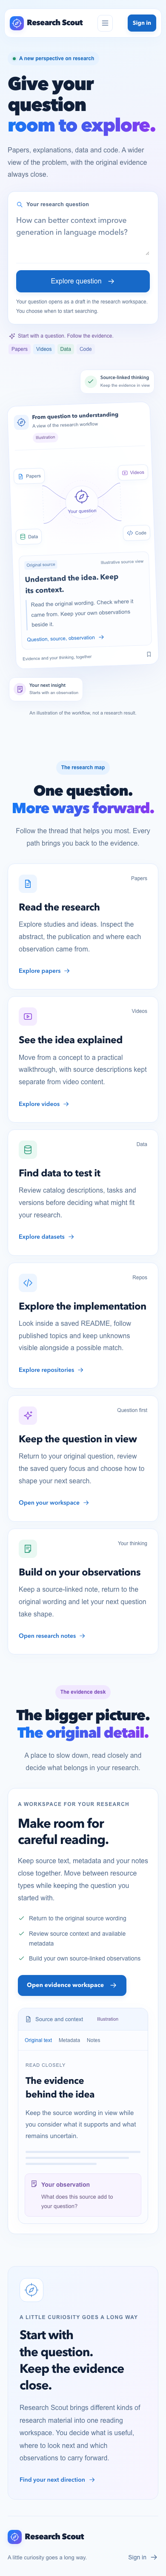 Research Scout
Sign in
A new perspective on research
Give your
question
room to explore.
Papers, explanations, data and code. A wider
view of the problem, with the original evidence
always close.
Your research question
How can better context improve
generation in language models?
Explore question →
Your question opens as a draft in the research workspace.
You choose when to start searching.
Start with a question. Follow the evidence.
Papers Videos Data Code
Source-linked thinking
Keep the evidence in view
From question to understanding
A view of the research workflow
Illustration
Papers
Videos
Your question
Data
Code
Original source
Illustrative source view
Understand the idea. Keep
its context.
Read the original wording. Check where it
came from. Keep your own observations
beside it.
Question, source, observation →
Evidence and your thinking, together
Your next insight
Starts with an observation
An illustration of the workflow, not a research result
The research map
One question.
More ways forward.
Follow the thread that helps you most. Every
path brings you back to the evidence.
Papers
Read the research
Explore studies and ideas. Inspect the
abstract, the publication and where each
observation came from.
Explore papers →
Videos
See the idea explained
Move from a concept to a practical
walkthrough, with source descriptions kept
separate from video content.
Explore videos →
Data
Find data to test it
Review catalog descriptions, tasks and
versions before deciding what might fit
your research.
Explore datasets →
Repos
Explore the implementation
Look inside a saved README, follow
published topics and keep unknowns
visible alongside a possible match.
Explore repositories →
Question first
Keep the question in view
Return to your original question, review
the saved query focus and choose how to
shape your next search.
Open your workspace →
Your thinking
Build on your observations
Keep a source-linked note, return to the
original wording and let your next question
take shape.
Open research notes →
The evidence desk
The bigger picture.
The original detail.
A place to slow down, read closely and
decide what belongs in your research.
A WORKSPACE FOR YOUR RESEARCH
Make room for
careful reading.
Keep source text, metadata and your notes
close together. Move between resource
types while keeping the question you
started with.
Return to the original source wording
Review source context and available
metadata
Build your own source-linked observations
Open evidence workspace →
Source and context
Illustration
Original text Metadata Notes
READ CLOSELY
The evidence
behind the idea
Keep the source wording in view while
you consider what it supports and what
remains uncertain.
Your observation
What does this source add to
your question?
A LITTLE CURIOSITY GOES A LONG WAY
Start with
the question.
Keep the evidence
close.
Research Scout brings different kinds of
research material into one reading
workspace. You decide what is useful,
where to look next and which
observations to carry forward.
Find your next direction →
Research Scout
A little curiosity goes a long way.
Sign in →